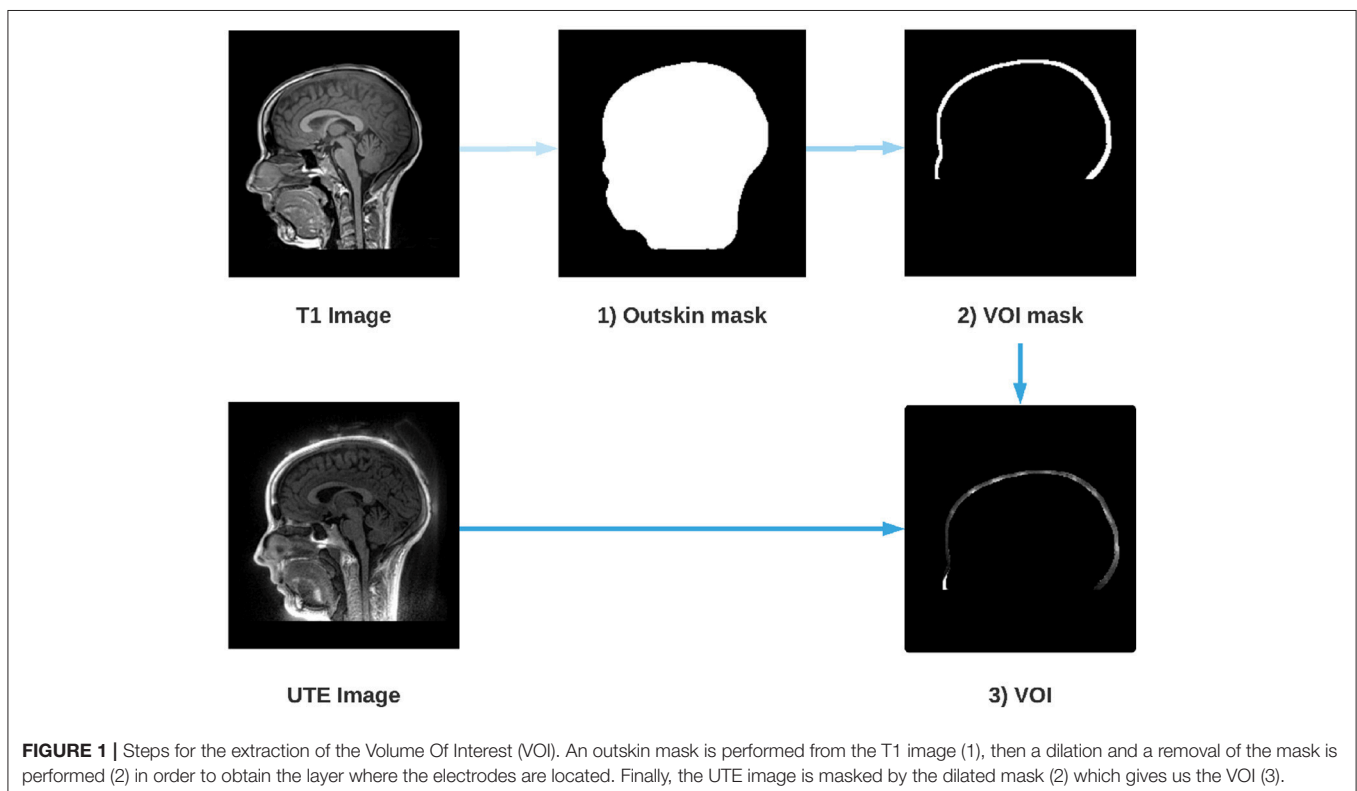 T1 Image
1) Outskin mask
2) VOI mask
UTE Image
3) VOI
FIGURE 1 | Steps for the extraction of the Volume Of Interest (VOI). An outskin mask is performed from the T1 image (1), then a dilation and a removal of the mask is
performed (2) in order to obtain the layer where the electrodes are located. Finally, the UTE image is masked by the dilated mask (2) which gives us the VOI (3).